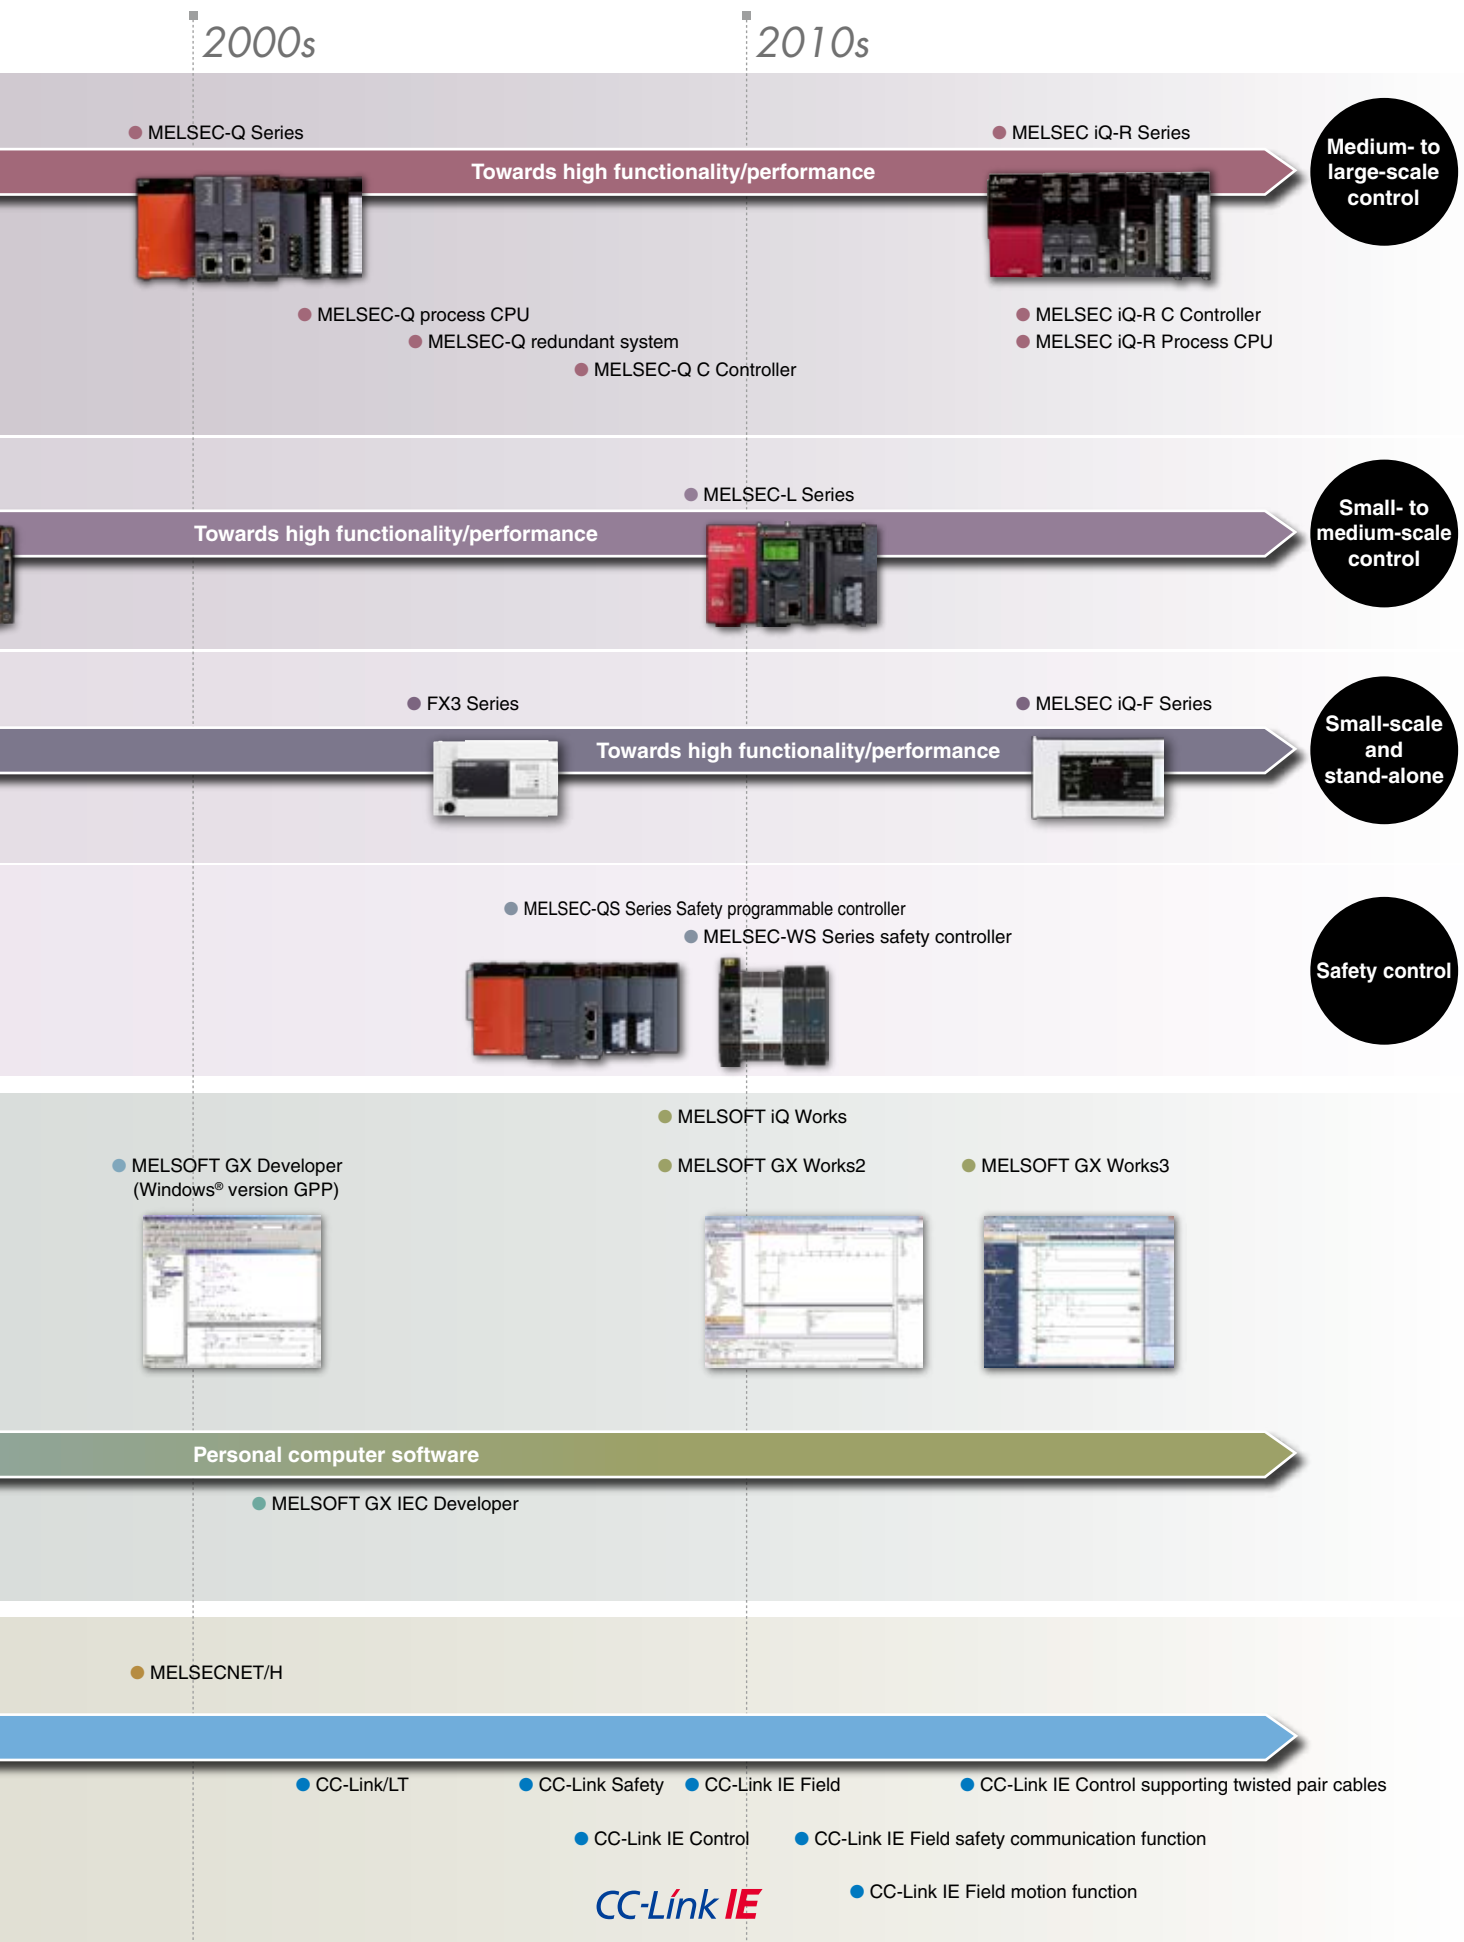 2000s
2010s
MELSEC-Q Series
MELSEC iQ-R Series
Towards high functionality/performance
Medium- to
large-scale
control
MELSEC-Q process CPU
MELSEC-Q redundant system
MELSEC-Q C Controller
MELSEC iQ-R C Controller
MELSEC iQ-R Process CPU
MELSEC-L Series
Towards high functionality/performance
Small- to
medium-scale
control
FX3 Series
MELSEC iQ-F Series
Towards high functionality/performance
Small-scale
and
stand-alone
MELSEC-QS Series Safety programmable controller
MELSEC-WS Series safety controller
Safety control
MELSOFT iQ Works
MELSOFT GX Developer
(Windows® version GPP)
MELSOFT GX Works2
MELSOFT GX Works3
Personal computer software
MELSOFT GX IEC Developer
MELSECNET/H
CC-Link/LT
CC-Link Safety
CC-Link IE Field
CC-Link IE Control supporting twisted pair cables
CC-Link IE Control
CC-Link IE Field safety communication function
CC-Link IE Field motion function
CC-Link IE